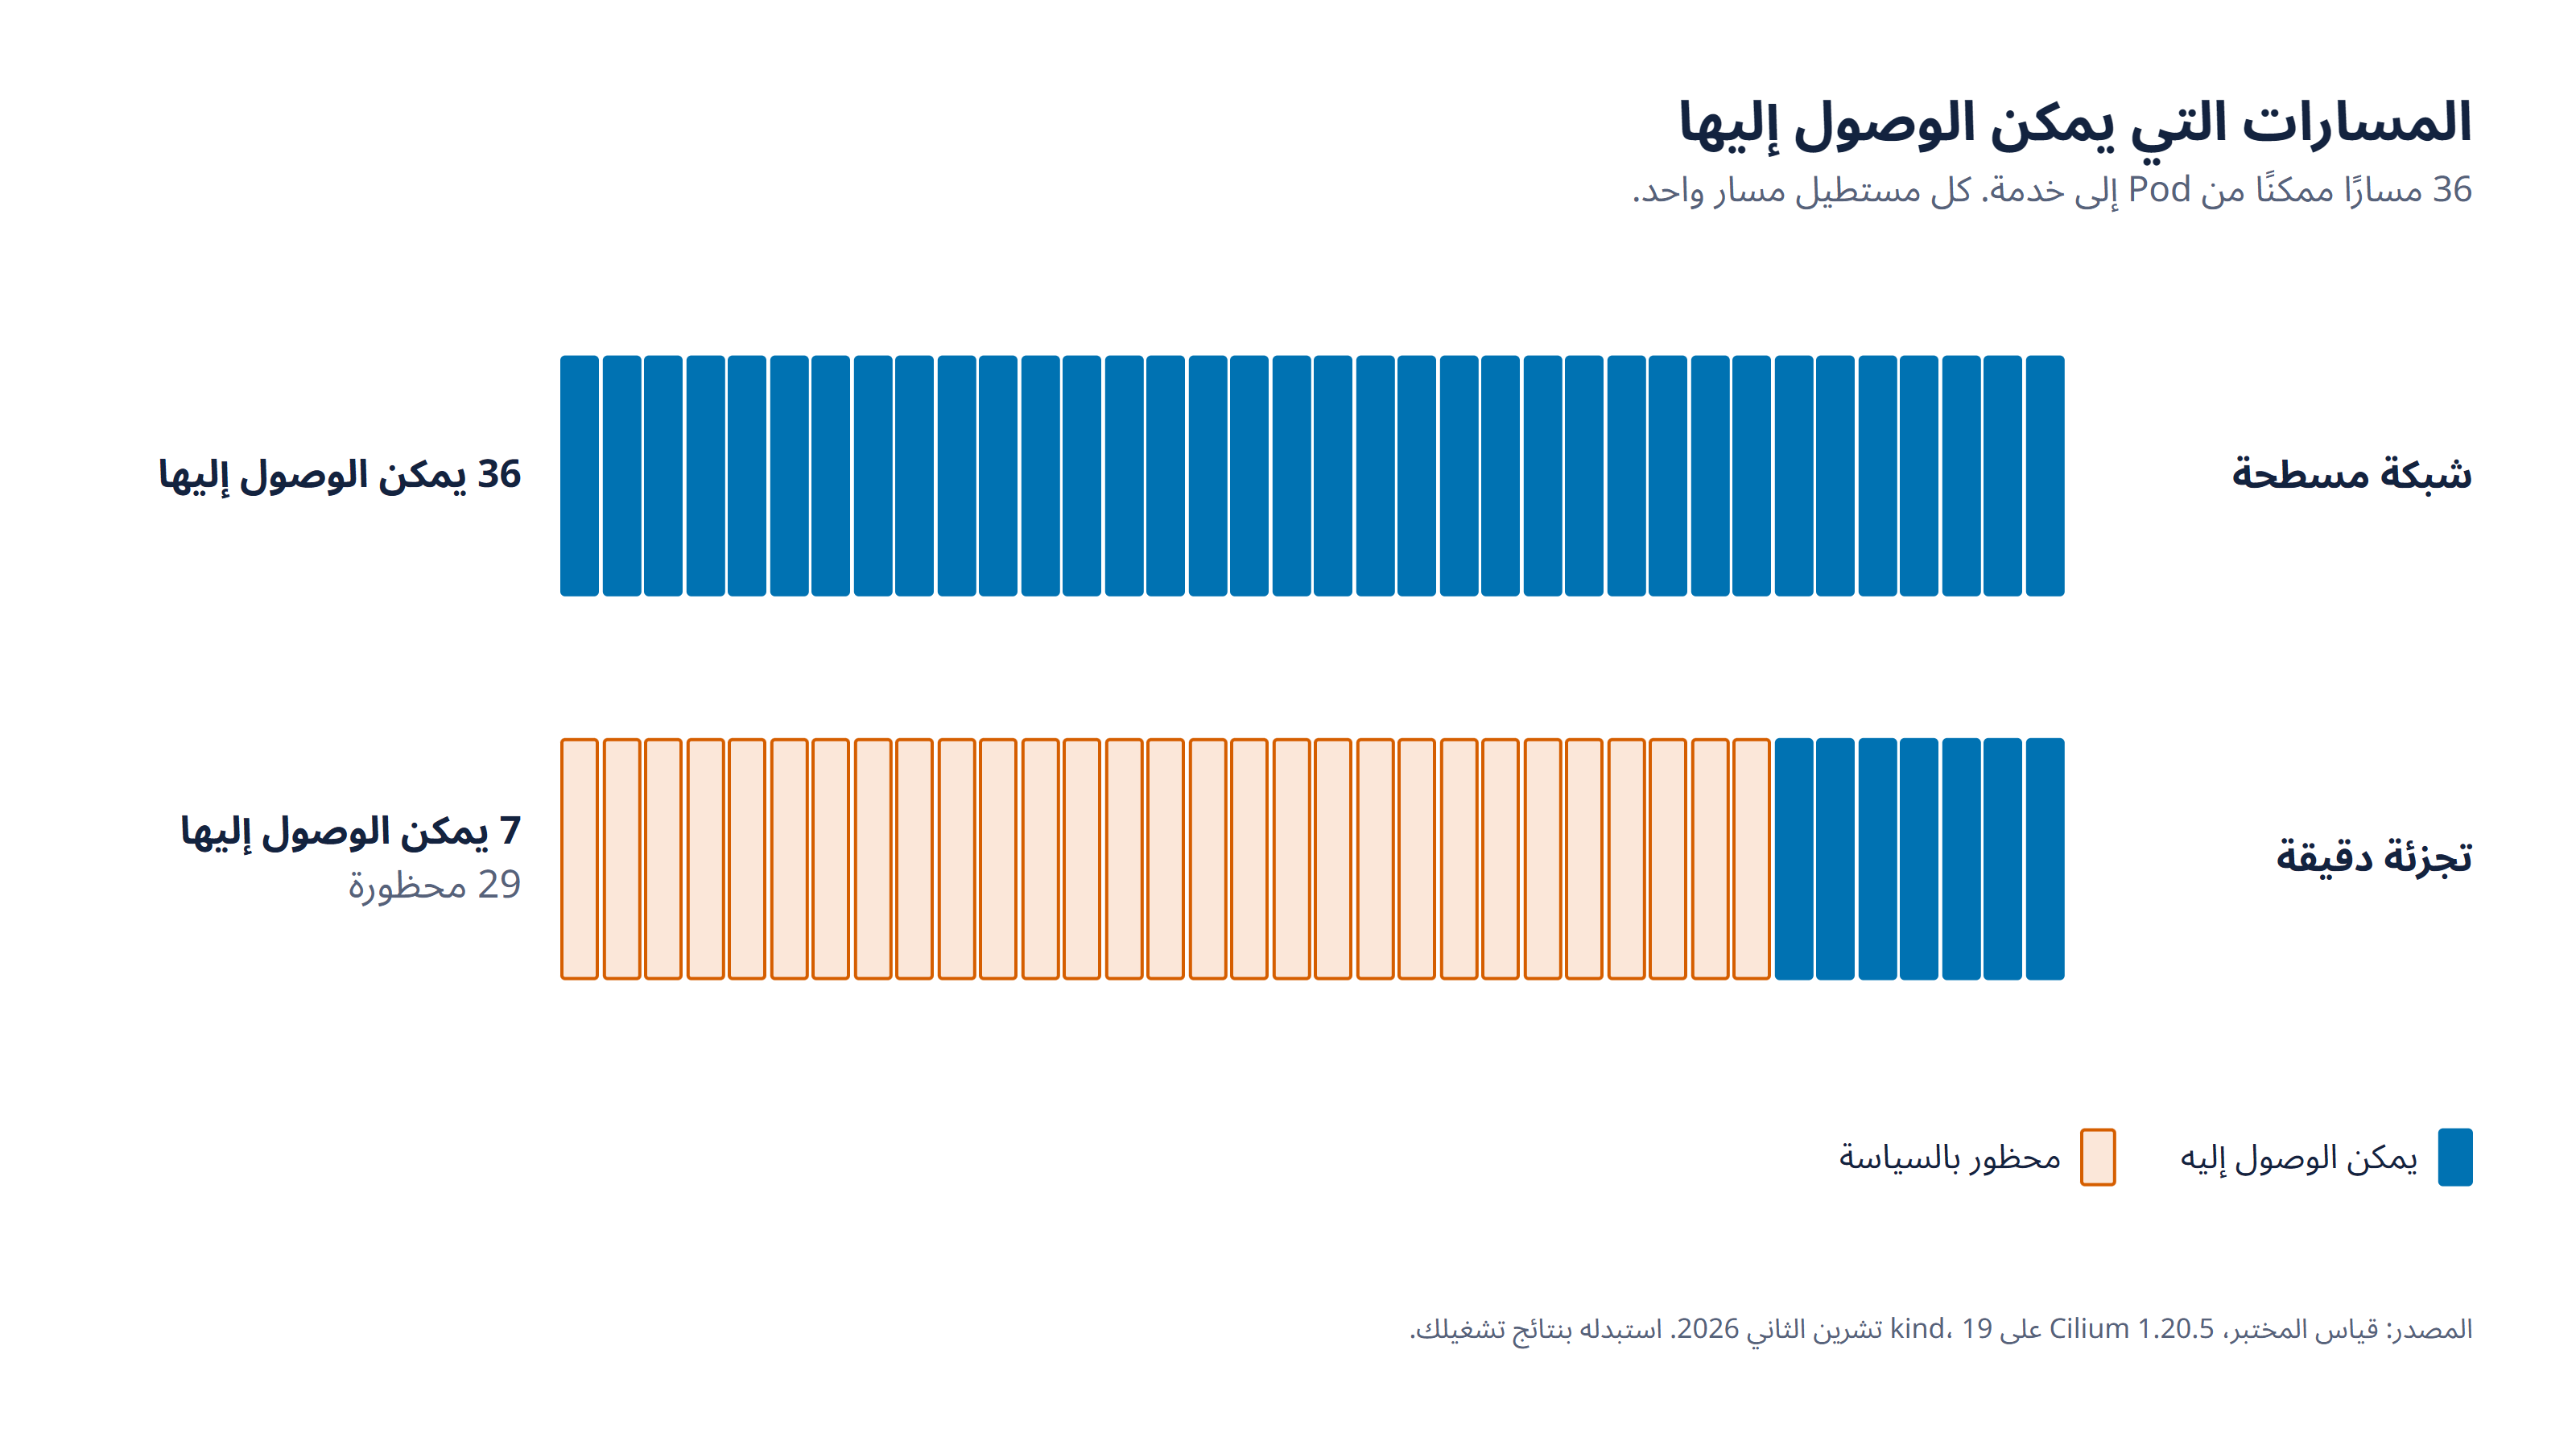 المسارات التي يمكن الوصول إليها
36 مسارًا ممكنًا من Pod إلى خدمة. كل مستطيل مسار واحد.
شبكة مسطحة
36 يمكن الوصول إليها
تجزئة دقيقة
7 يمكن الوصول إليها
29 محظورة
يمكن الوصول إليه
محظور بالسياسة
المصدر: قياس المختبر، Cilium 1.20.5 على kind، 19 تشرين الثاني 2026. استبدله بنتائج تشغيلك.